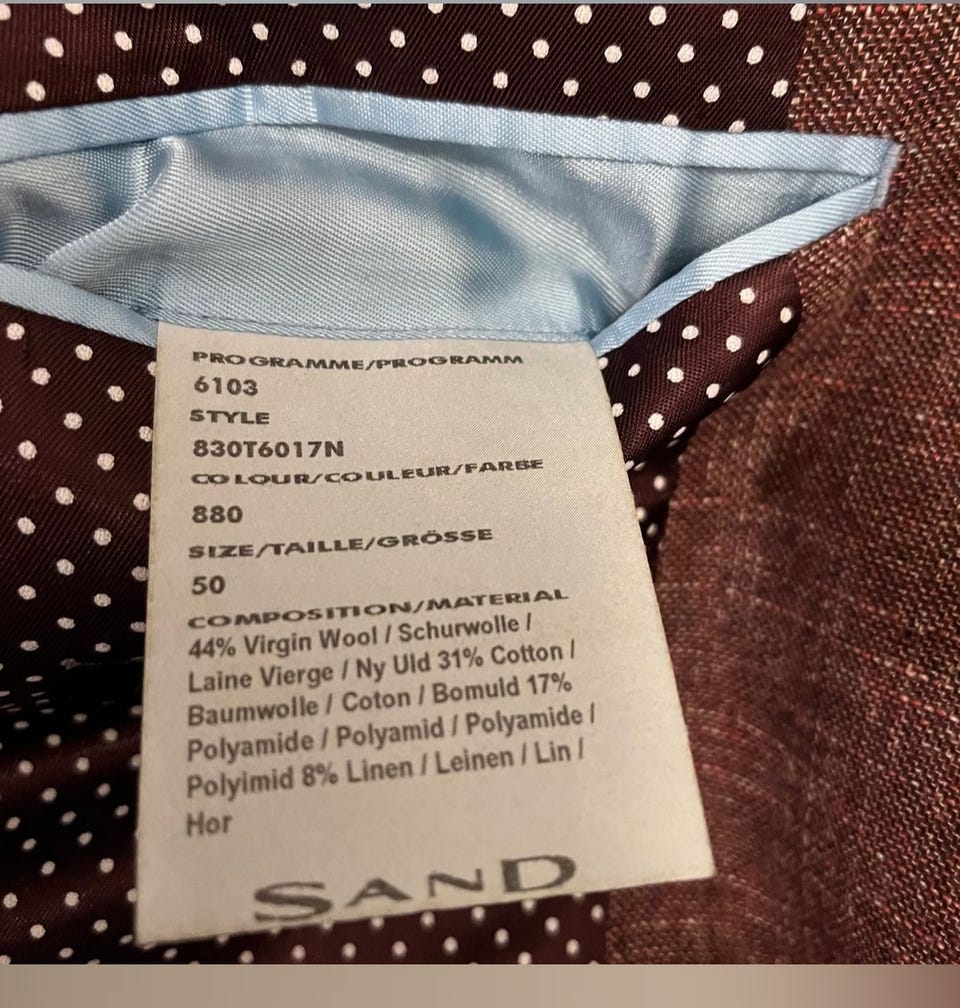 PROGRAMME/PROGRAMM
6103
STYLE
830T6017N
COLOUR/COULEUR/FARBE
880
SIZE/TAILLE/GRÖSSE
50
COMPOSITION/MATERIAL
44% Virgin Wool / Schurwolle /
Laine Vierge / Ny Uld 31% Cotton /
Baumwolle / Coton / Bomuld 17%
Polyamide / Polyamid / Polyamide /
Polyimid 8% Linen / Leinen / Lin /
Hor
SAND